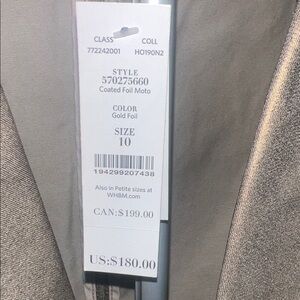 CLASS COLL
772242001 HO190N2
STYLE
570275660
Coated Foil Moto
COLOR
Gold Foil
SIZE
10
194299207438
Also in Petite sizes at
WHBM.com
CAN:$199.00
US:$180.00